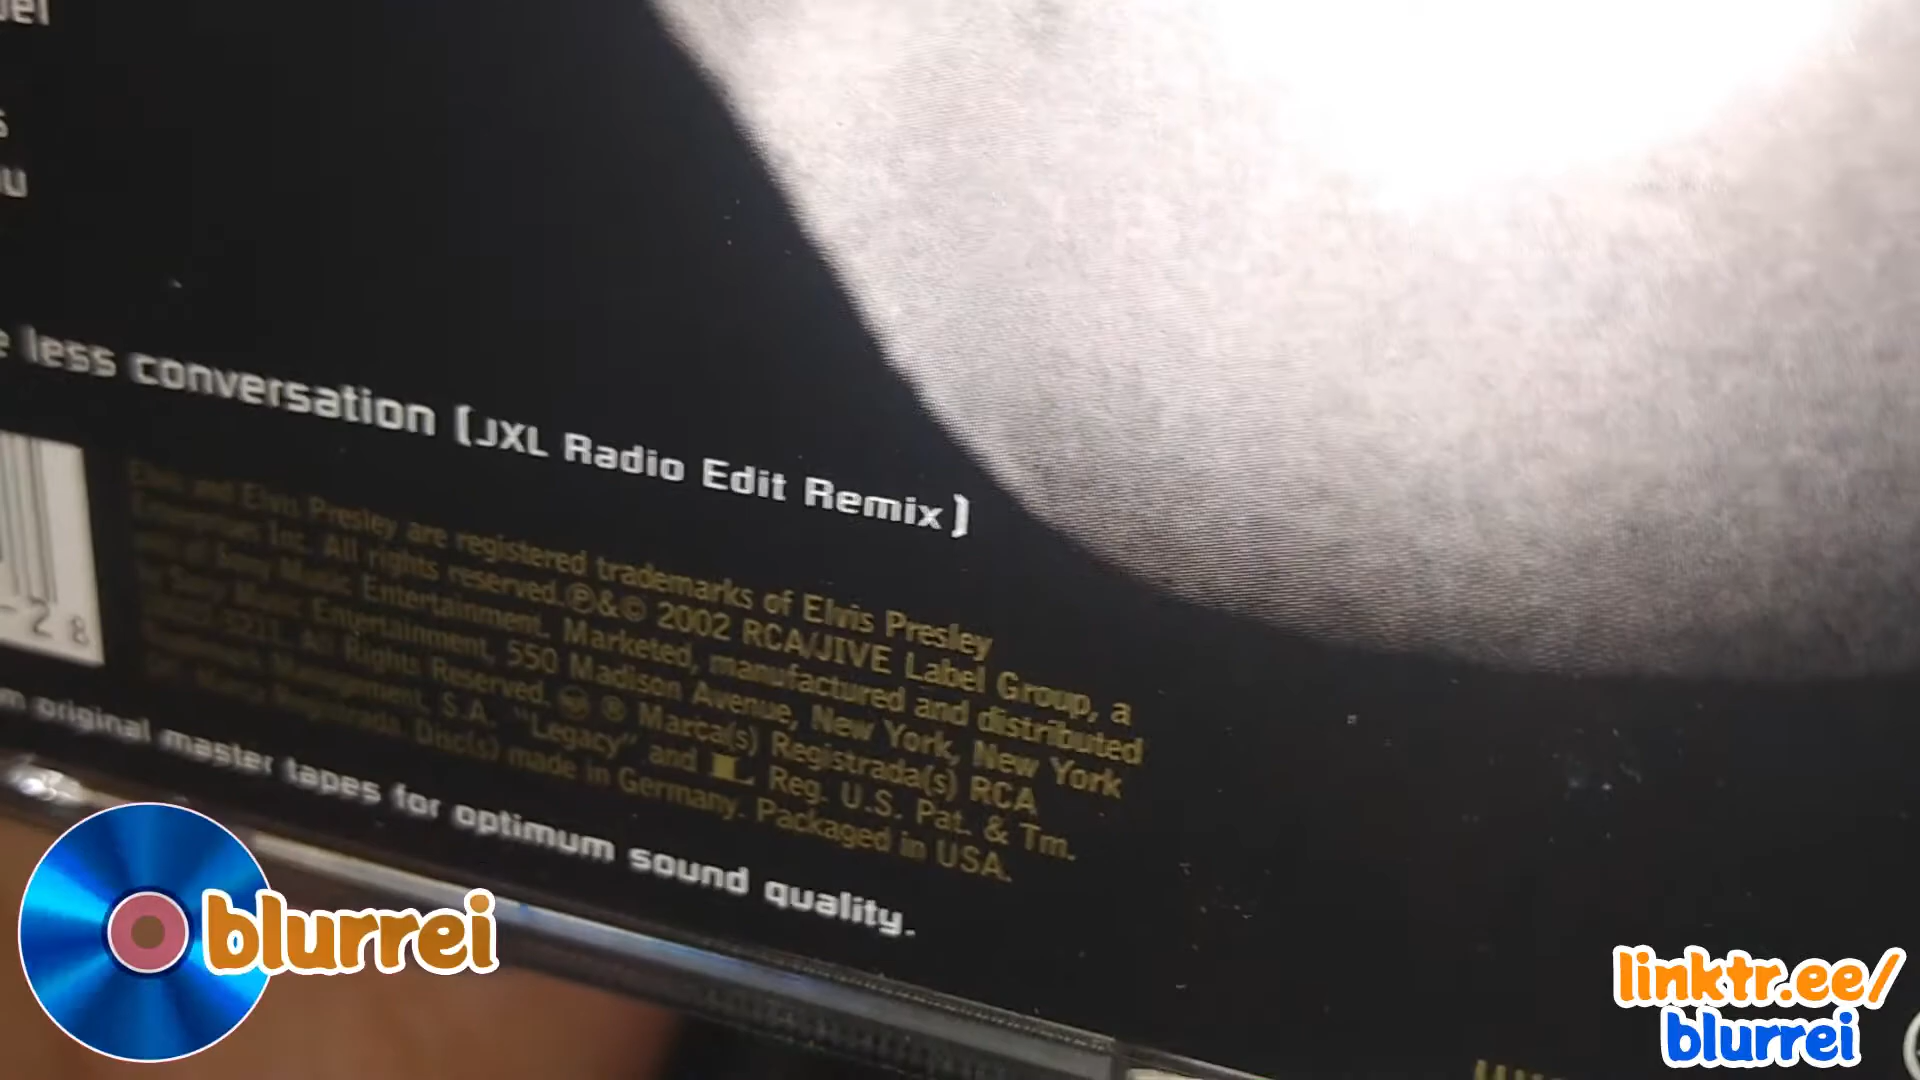 less conversation [JXL Radio Edit Remix]
Elvis and Elvis Presley are registered trademarks of Elvis Presley
Enterprises Inc. All rights reserved.℗&© 2002 RCA/JIVE Label Group, a
unit of Sony Music Entertainment. Marketed, manufactured and distributed
by Sony Music Entertainment, 550 Madison Avenue, New York, New York
10022-3211. All Rights Reserved. ® Marca(s) Registrada(s) RCA
Trademark Management, S.A. "Legacy" and L Reg. U.S. Pat. & Tm.
Off. Marca Registrada. Disc(s) made in Germany. Packaged in USA.
-28
original master tapes for optimum sound quality.
blurrei
linktr.ee/
blurrei